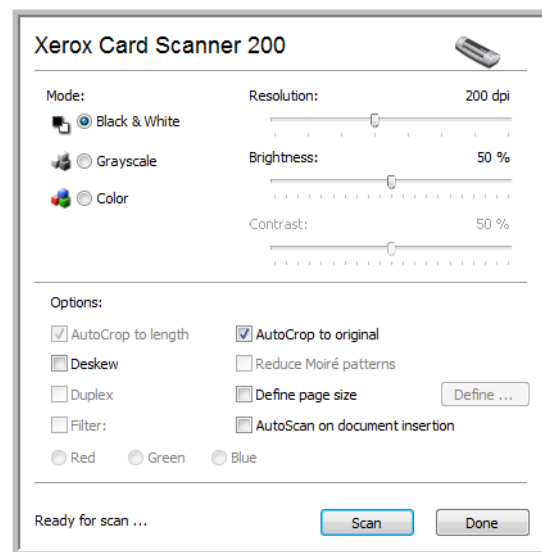 Xerox Card Scanner 200
Mode:
Black & White
Grayscale
Color
Resolution: 200 dpi
Brightness: 50 %
Contrast: 50 %
Options:
AutoCrop to length AutoCrop to original
Deskew Reduce Moiré patterns
Duplex Define page size Define ...
Filter: AutoScan on document insertion
Red Green Blue
Ready for scan ... Scan Done